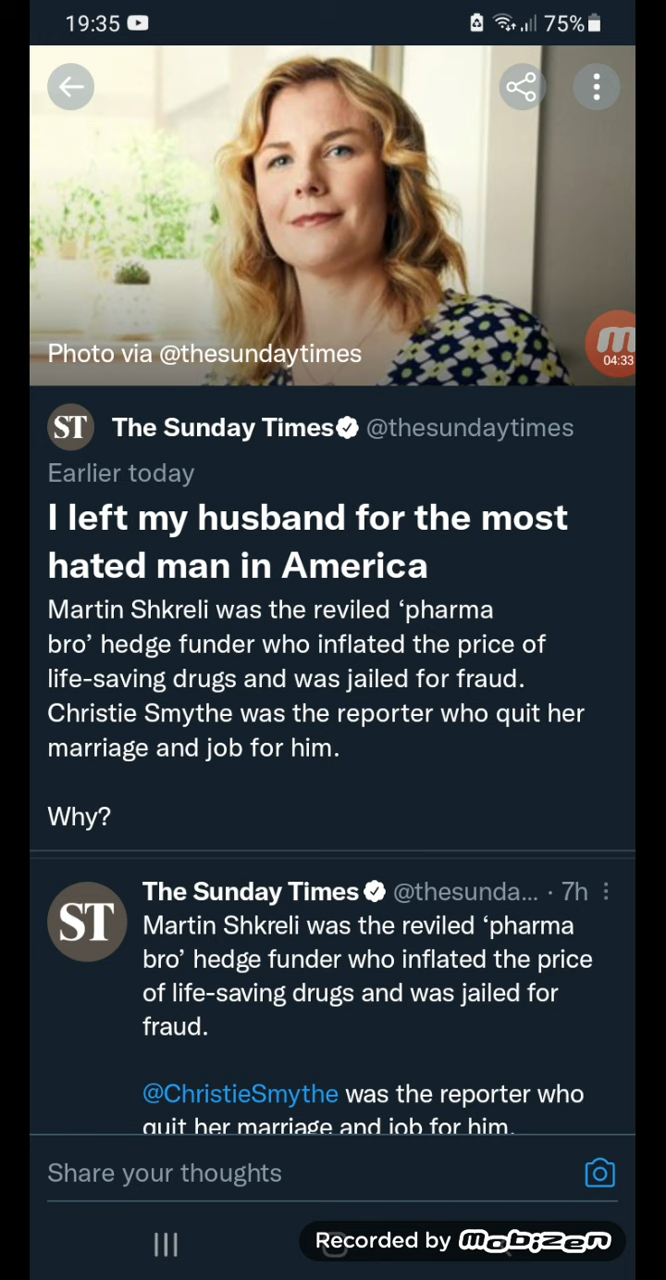 19:35
75%
Photo via @thesundaytimes
04:33
ST The Sunday Times @thesundaytimes
Earlier today
I left my husband for the most
hated man in America
Martin Shkreli was the reviled ‘pharma
bro’ hedge funder who inflated the price of
life-saving drugs and was jailed for fraud.
Christie Smythe was the reporter who quit her
marriage and job for him.
Why?
ST
The Sunday Times @thesunda... · 7h
Martin Shkreli was the reviled ‘pharma
bro’ hedge funder who inflated the price
of life-saving drugs and was jailed for
fraud.
@ChristieSmythe was the reporter who
quit her marriage and job for him.
Share your thoughts
Recorded by mobizen